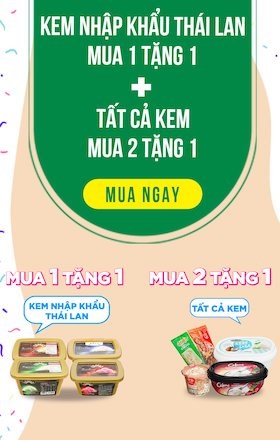 KEM NHẬP KHẨU THÁI LAN
MUA 1 TẶNG 1
+
TẤT CẢ KEM
MUA 2 TẶNG 1
MUA NGAY
MUA 1 TẶNG 1
MUA 2 TẶNG 1
KEM NHẬP KHẨU
THÁI LAN
TẤT CẢ KEM